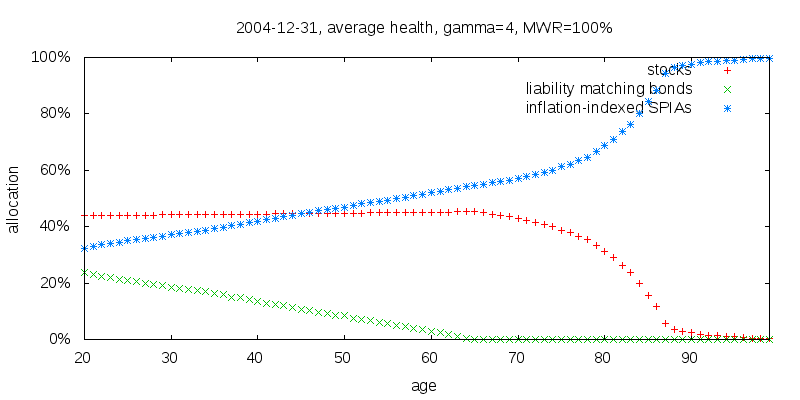 2004-12-31, average health, gamma=4, MWR=100%
100%
stocks
liability matching bonds
inflation-indexed SPIAs
80%
60%
allocation
40%
20%
0%
20 30 40 50 60 70 80 90
age